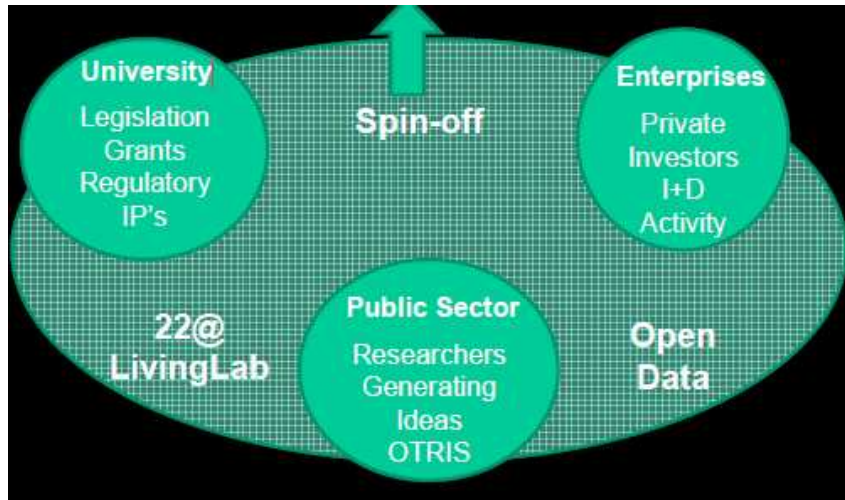 University
Legislation
Grants
Regulatory
IP's
Spin-off
Enterprises
Private
Investors
I+D
Activity
22@
LivingLab
Public Sector
Researchers
Generating
Ideas
OTRIS
Open
Data